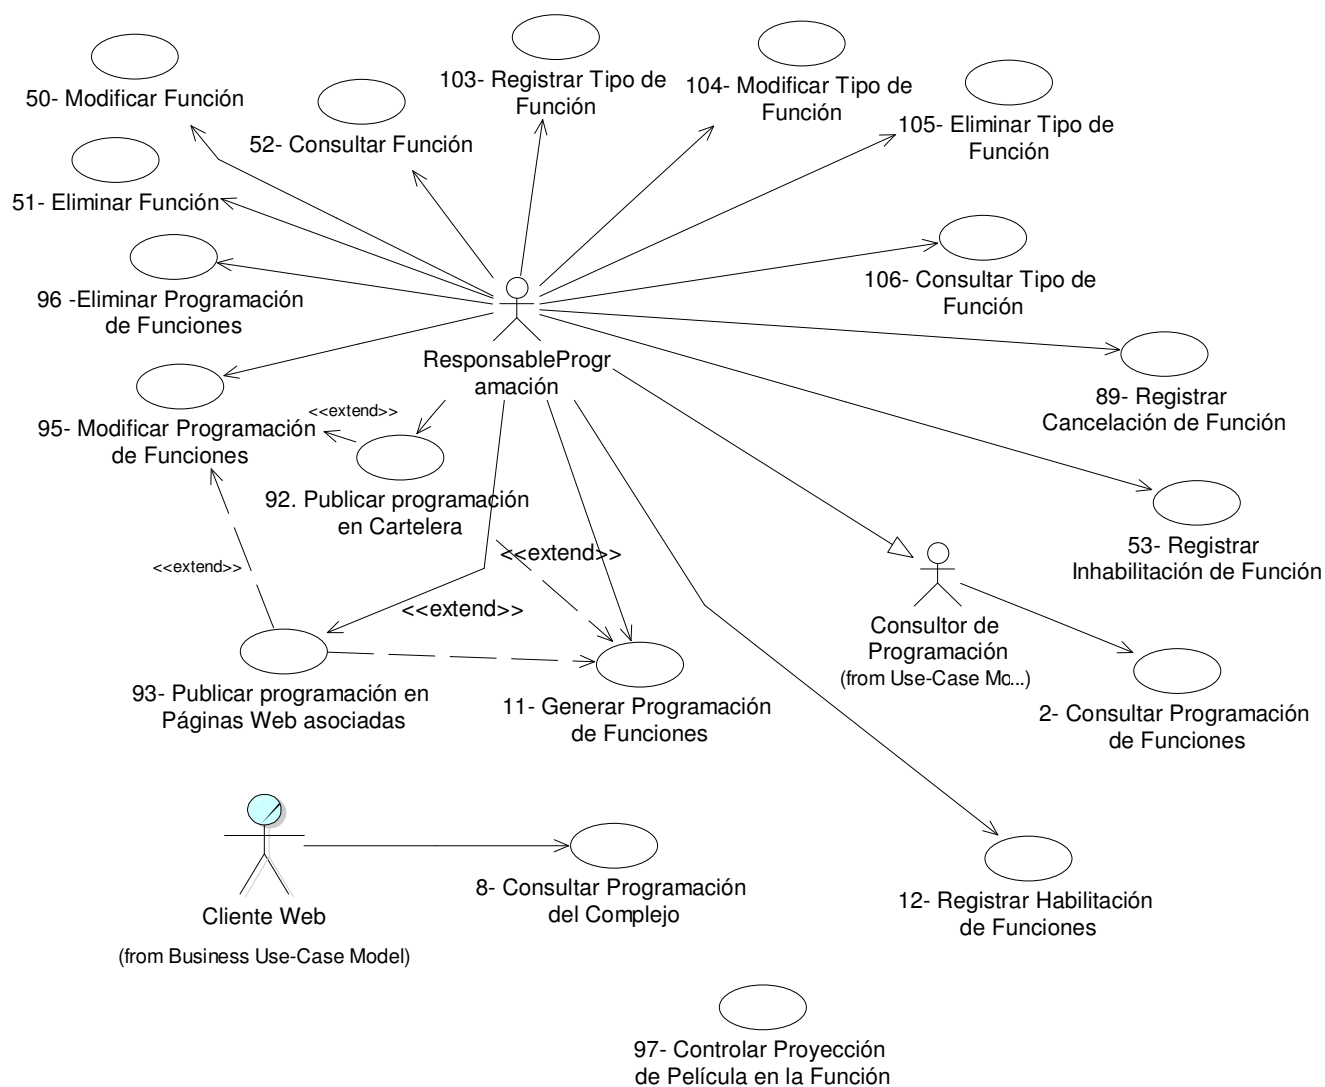 103- Registrar Tipo de
Función
104- Modificar Tipo de
Función
50- Modificar Función
52- Consultar Función
105- Eliminar Tipo de
Función
51- Eliminar Función
96 -Eliminar Programación
de Funciones
106- Consultar Tipo de
Función
ResponsableProgr
amación
89- Registrar
Cancelación de Función
<<extend>>
95- Modificar Programación
de Funciones
92. Publicar programación
en Cartelera
<<extend>>
53- Registrar
Inhabilitación de Función
<<extend>>
<<extend>>
Consultor de
Programación
(from Use-Case Mo...)
93- Publicar programación en
Páginas Web asociadas
11- Generar Programación
de Funciones
2- Consultar Programación
de Funciones
Cliente Web
(from Business Use-Case Model)
8- Consultar Programación
del Complejo
12- Registrar Habilitación
de Funciones
97- Controlar Proyección
de Película en la Función